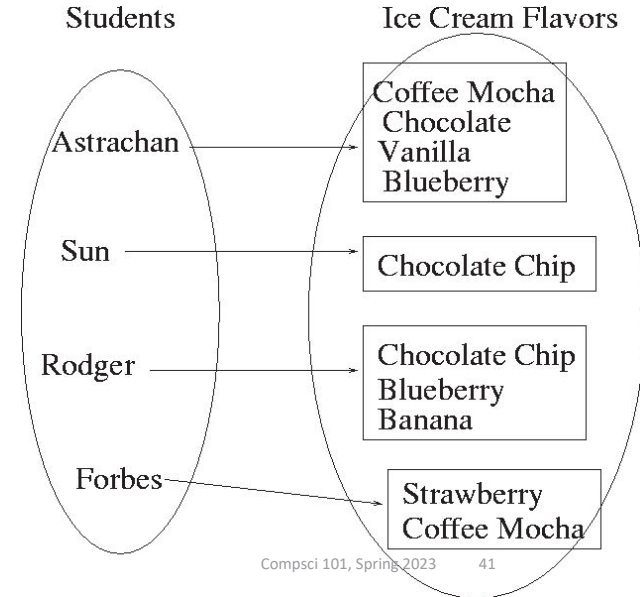 Students
Ice Cream Flavors
Astrachan
Coffee Mocha
Chocolate
Vanilla
Blueberry
Sun
Chocolate Chip
Rodger
Chocolate Chip
Blueberry
Banana
Forbes
Strawberry
Coffee Mocha
Compsci 101, Spring 2023 41